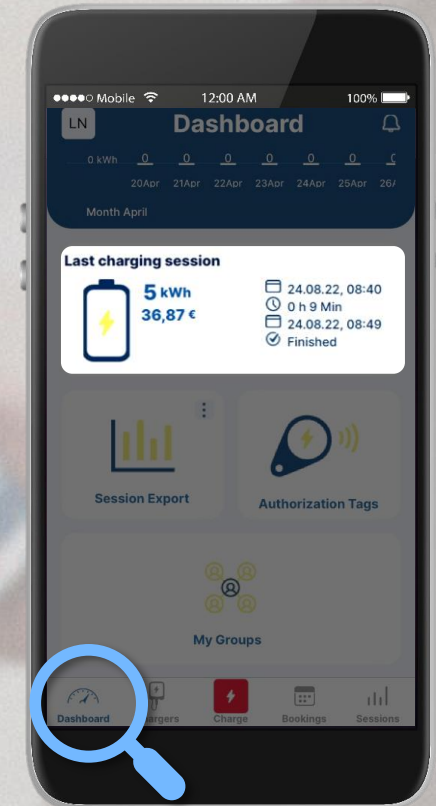 Mobile 12:00 AM 100%
LN Dashboard
0 kWh 0 0 0 0 0 0
20Apr 21Apr 22Apr 23Apr 24Apr 25Apr
Month April
Last charging session
5 kWh
36,87 €
24.08.22, 08:40
0 h 9 Min
24.08.22, 08:49
Finished
Session Export
Authorization Tags
My Groups
Dashboard Chargers Charge Bookings Sessions